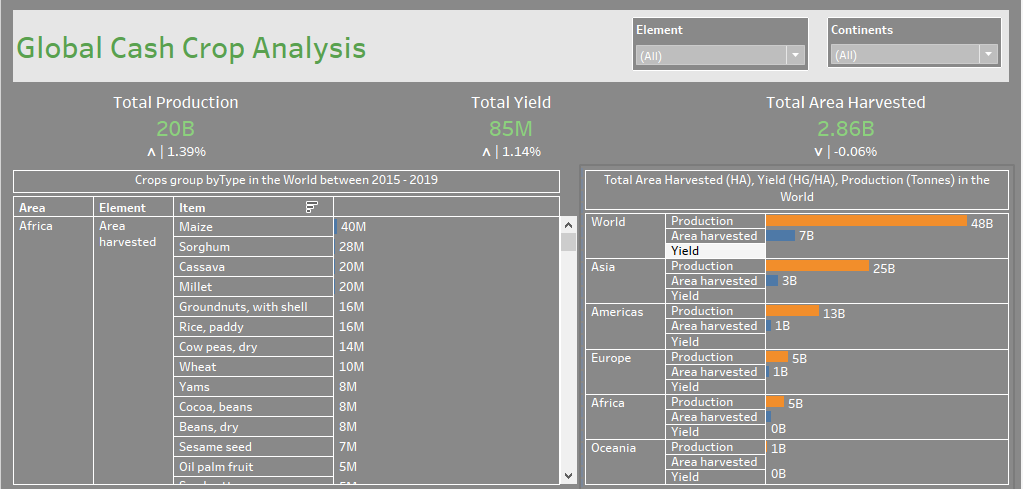 Global Cash Crop Analysis
Element
(All)
Continents
(All)
Total Production
20B
∧ | 1.39%
Total Yield
85M
∧ | 1.14%
Total Area Harvested
2.86B
∨ | -0.06%
Crops group byType in the World between 2015 - 2019
Area Element Item
Africa Area harvested Maize 40M
Sorghum 28M
Cassava 20M
Millet 20M
Groundnuts, with shell 16M
Rice, paddy 16M
Cow peas, dry 14M
Wheat 10M
Yams 8M
Cocoa, beans 8M
Beans, dry 8M
Sesame seed 7M
Oil palm fruit 5M
Total Area Harvested (HA), Yield (HG/HA), Production (Tonnes) in the
World
World Production 48B
Area harvested 7B
Yield
Asia Production 25B
Area harvested 3B
Yield
Americas Production 13B
Area harvested 1B
Yield
Europe Production 5B
Area harvested 1B
Yield
Africa Production 5B
Area harvested
Yield 0B
Oceania Production 1B
Area harvested
Yield 0B